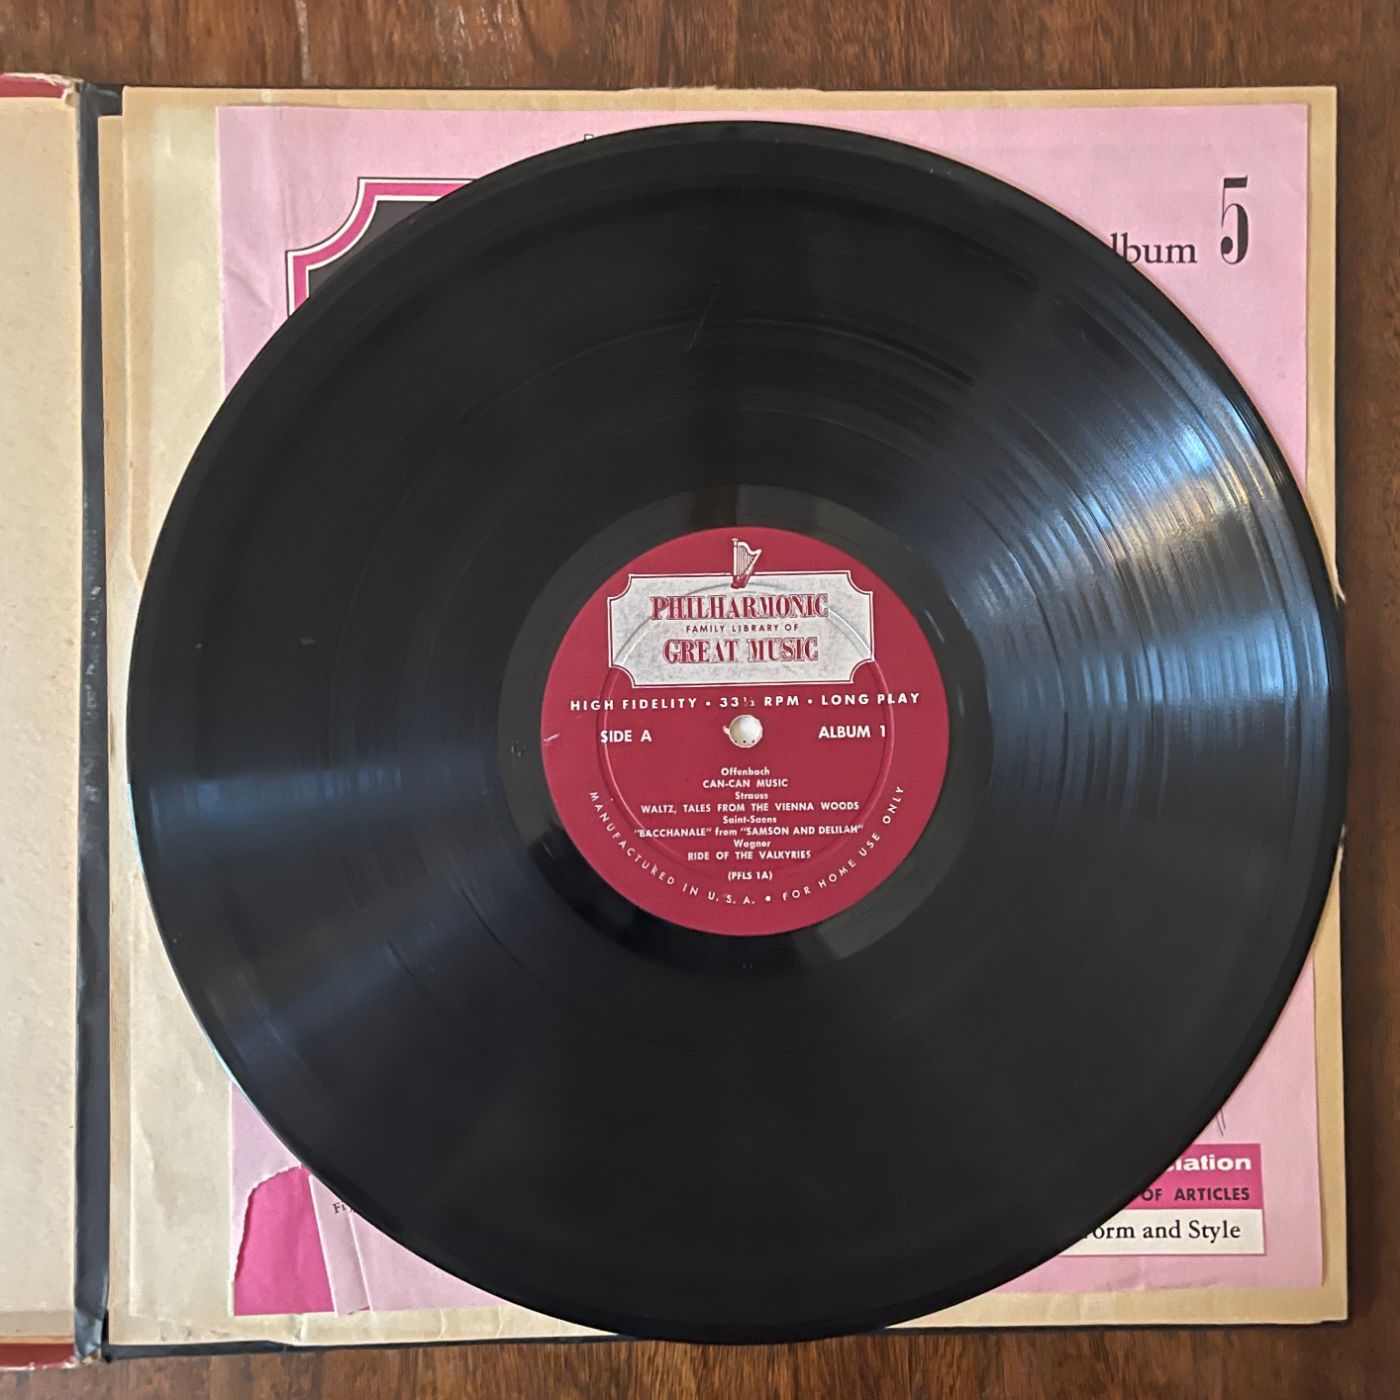 album 5
PHILHARMONIC
FAMILY LIBRARY OF
GREAT MUSIC
HIGH FIDELITY • 33⅓ RPM • LONG PLAY
SIDE A
ALBUM 1
Offenbach
CAN-CAN MUSIC
Strauss
WALTZ, TALES FROM THE VIENNA WOODS
Saint-Saens
"BACCHANALE" from "SAMSON AND DELILAH"
Wagner
RIDE OF THE VALKYRIES
(PFLS 1A)
MANUFACTURED IN U. S. A. • FOR HOME USE ONLY
OF ARTICLES
and Style